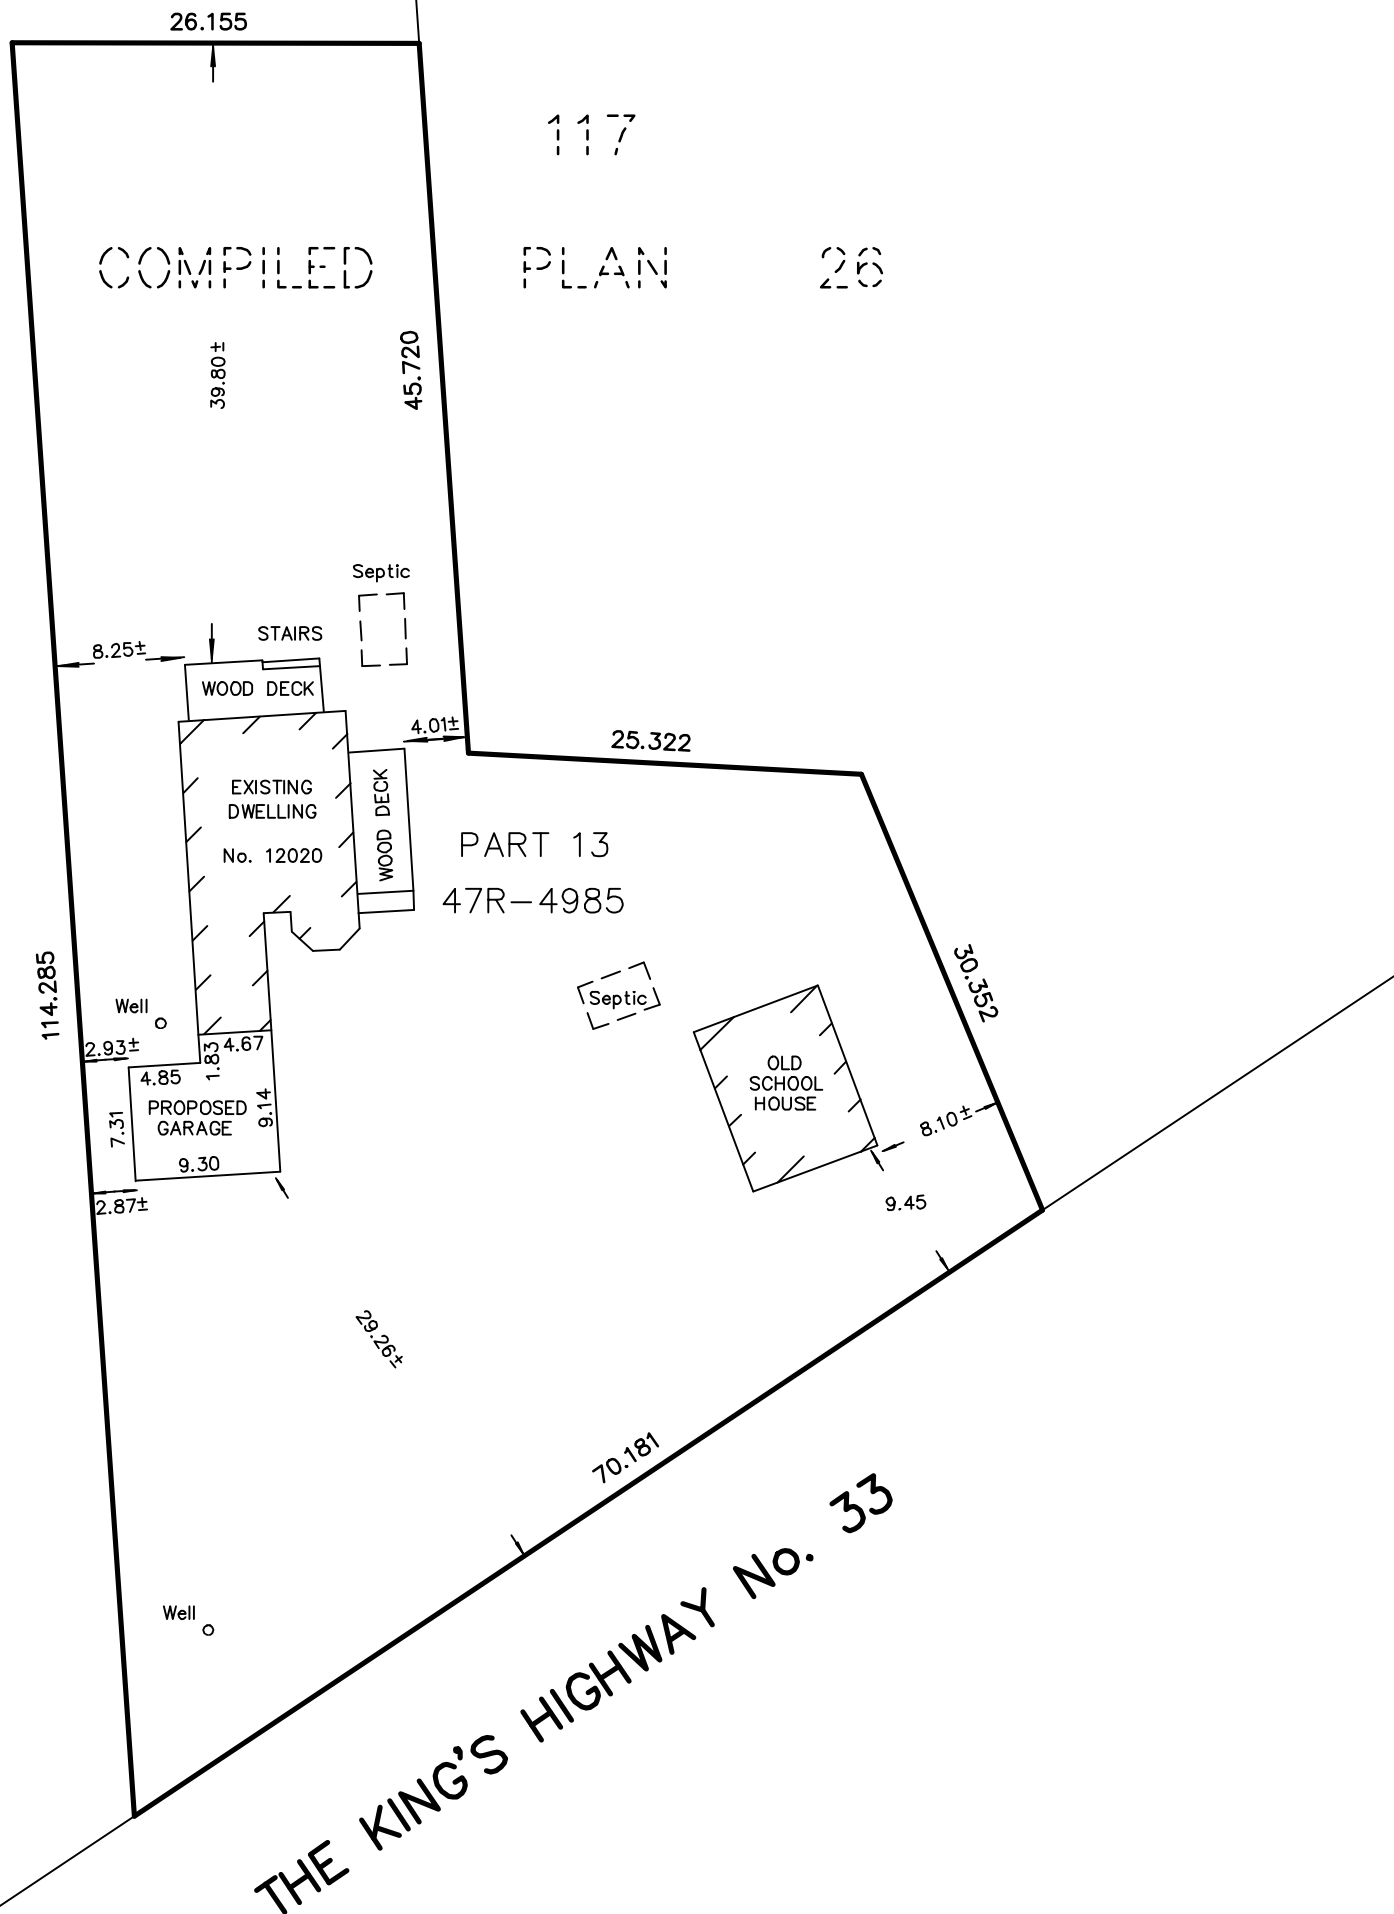 26.155
117
COMPILED PLAN 26
39.80±
45.720
Septic
STAIRS
8.25±
WOOD DECK
4.01±
25.322
EXISTING
DWELLING
No. 12020
WOOD DECK
PART 13
47R-4985
114.285
30.352
Well
Septic
2.93±
4.67
1.83
4.85
OLD
SCHOOL
HOUSE
7.31
PROPOSED
GARAGE
9.14
8.10±
9.30
2.87±
9.45
29.26±
70.181
Well
THE KING'S HIGHWAY No. 33